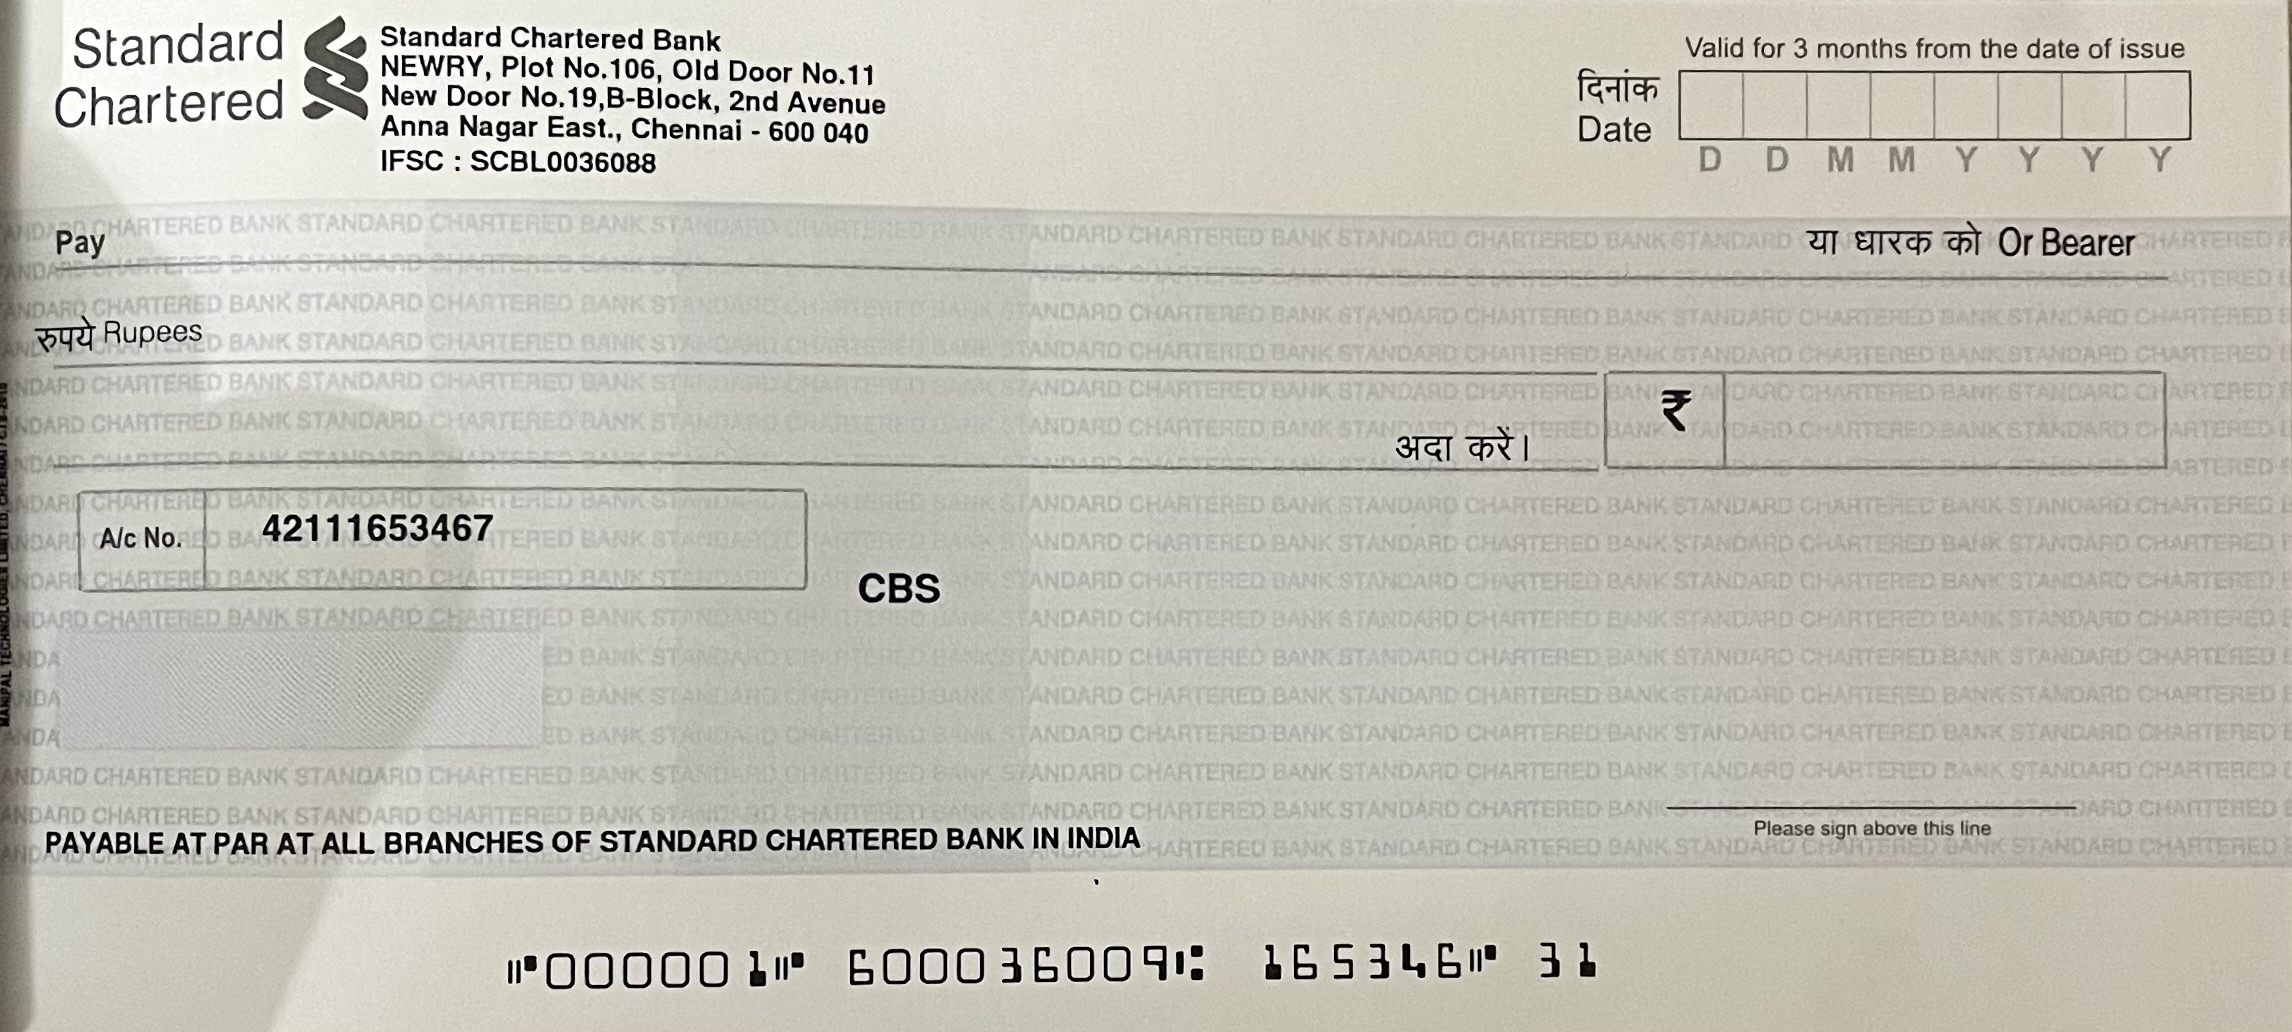 Standard
Chartered
Standard Chartered Bank
NEWRY, Plot No.106, Old Door No.11
New Door No.19,B-Block, 2nd Avenue
Anna Nagar East., Chennai - 600 040
IFSC : SCBL0036088
Valid for 3 months from the date of issue
दिनांक
Date
D D M M Y Y Y Y
Pay या धारक को Or Bearer
रुपये Rupees
अदा करें। ₹
A/c No. 42111653467
CBS
Please sign above this line
PAYABLE AT PAR AT ALL BRANCHES OF STANDARD CHARTERED BANK IN INDIA
⑈000001⑈ 600036009⑆ 165346⑈ 31